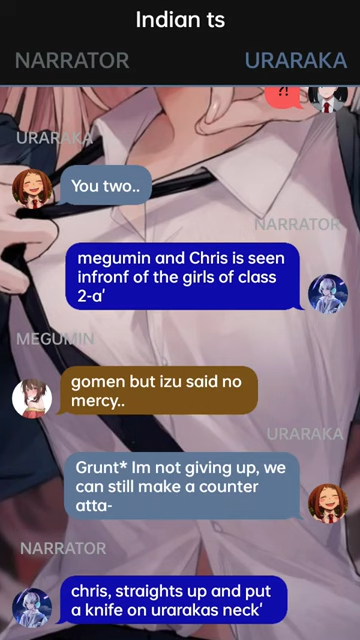 Indian ts
NARRATOR
URARAKA
?!
URARAKA
You two..
NARRATOR
megumin and Chris is seen
infronf of the girls of class
2-a'
MEGUMIN
gomen but izu said no
mercy..
URARAKA
Grunt* Im not giving up, we
can still make a counter
atta-
NARRATOR
chris, straights up and put
a knife on urarakas neck'